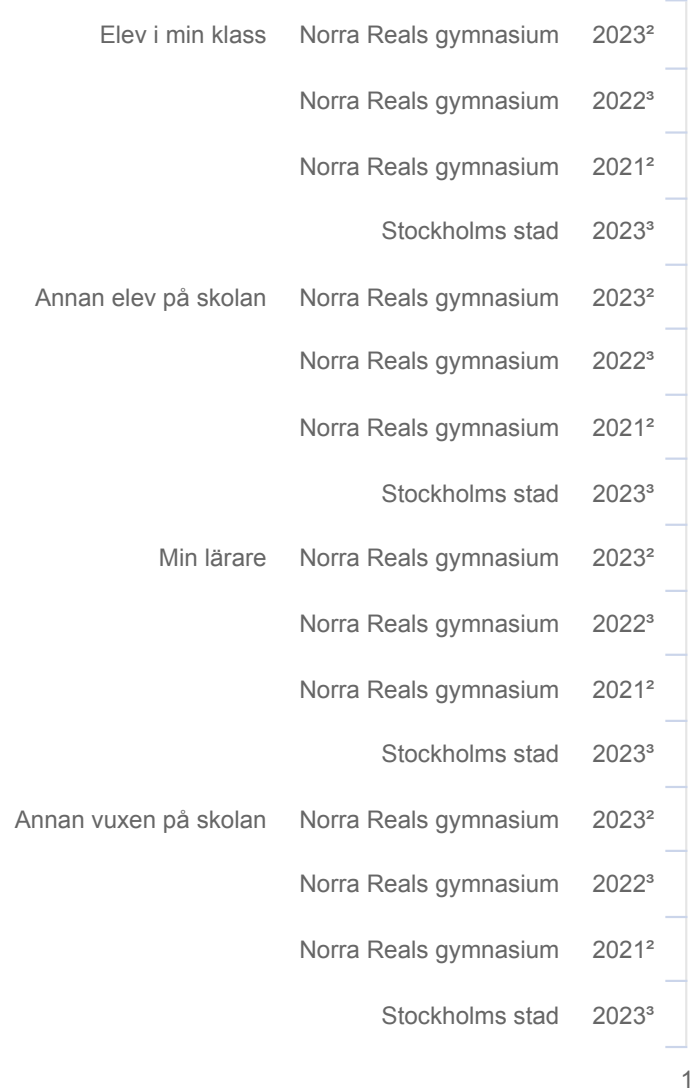 Elev i min klass Norra Reals gymnasium 2023²
Norra Reals gymnasium 2022³
Norra Reals gymnasium 2021²
Stockholms stad 2023³
Annan elev på skolan Norra Reals gymnasium 2023²
Norra Reals gymnasium 2022³
Norra Reals gymnasium 2021²
Stockholms stad 2023³
Min lärare Norra Reals gymnasium 2023²
Norra Reals gymnasium 2022³
Norra Reals gymnasium 2021²
Stockholms stad 2023³
Annan vuxen på skolan Norra Reals gymnasium 2023²
Norra Reals gymnasium 2022³
Norra Reals gymnasium 2021²
Stockholms stad 2023³
1